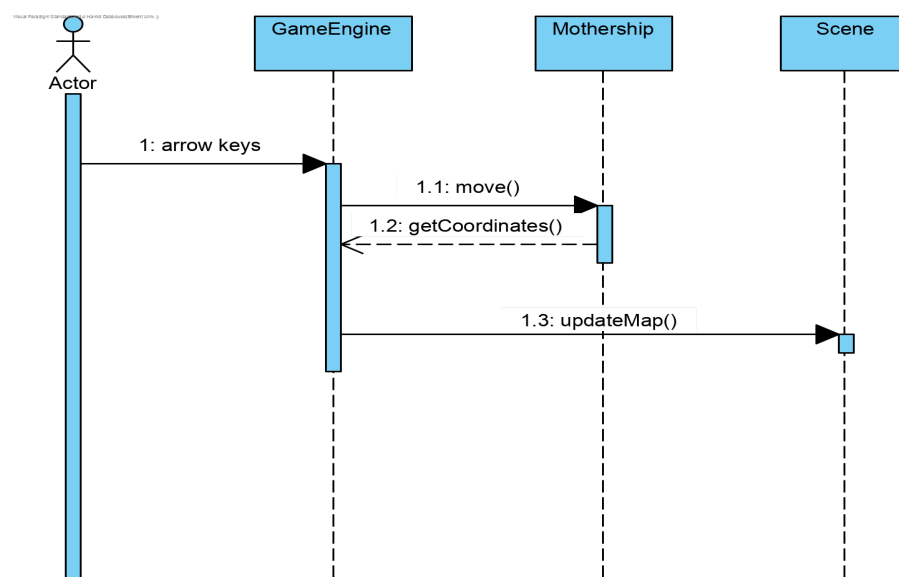 GameEngine
Mothership
Scene
Actor
1: arrow keys
1.1: move()
1.2: getCoordinates()
1.3: updateMap()